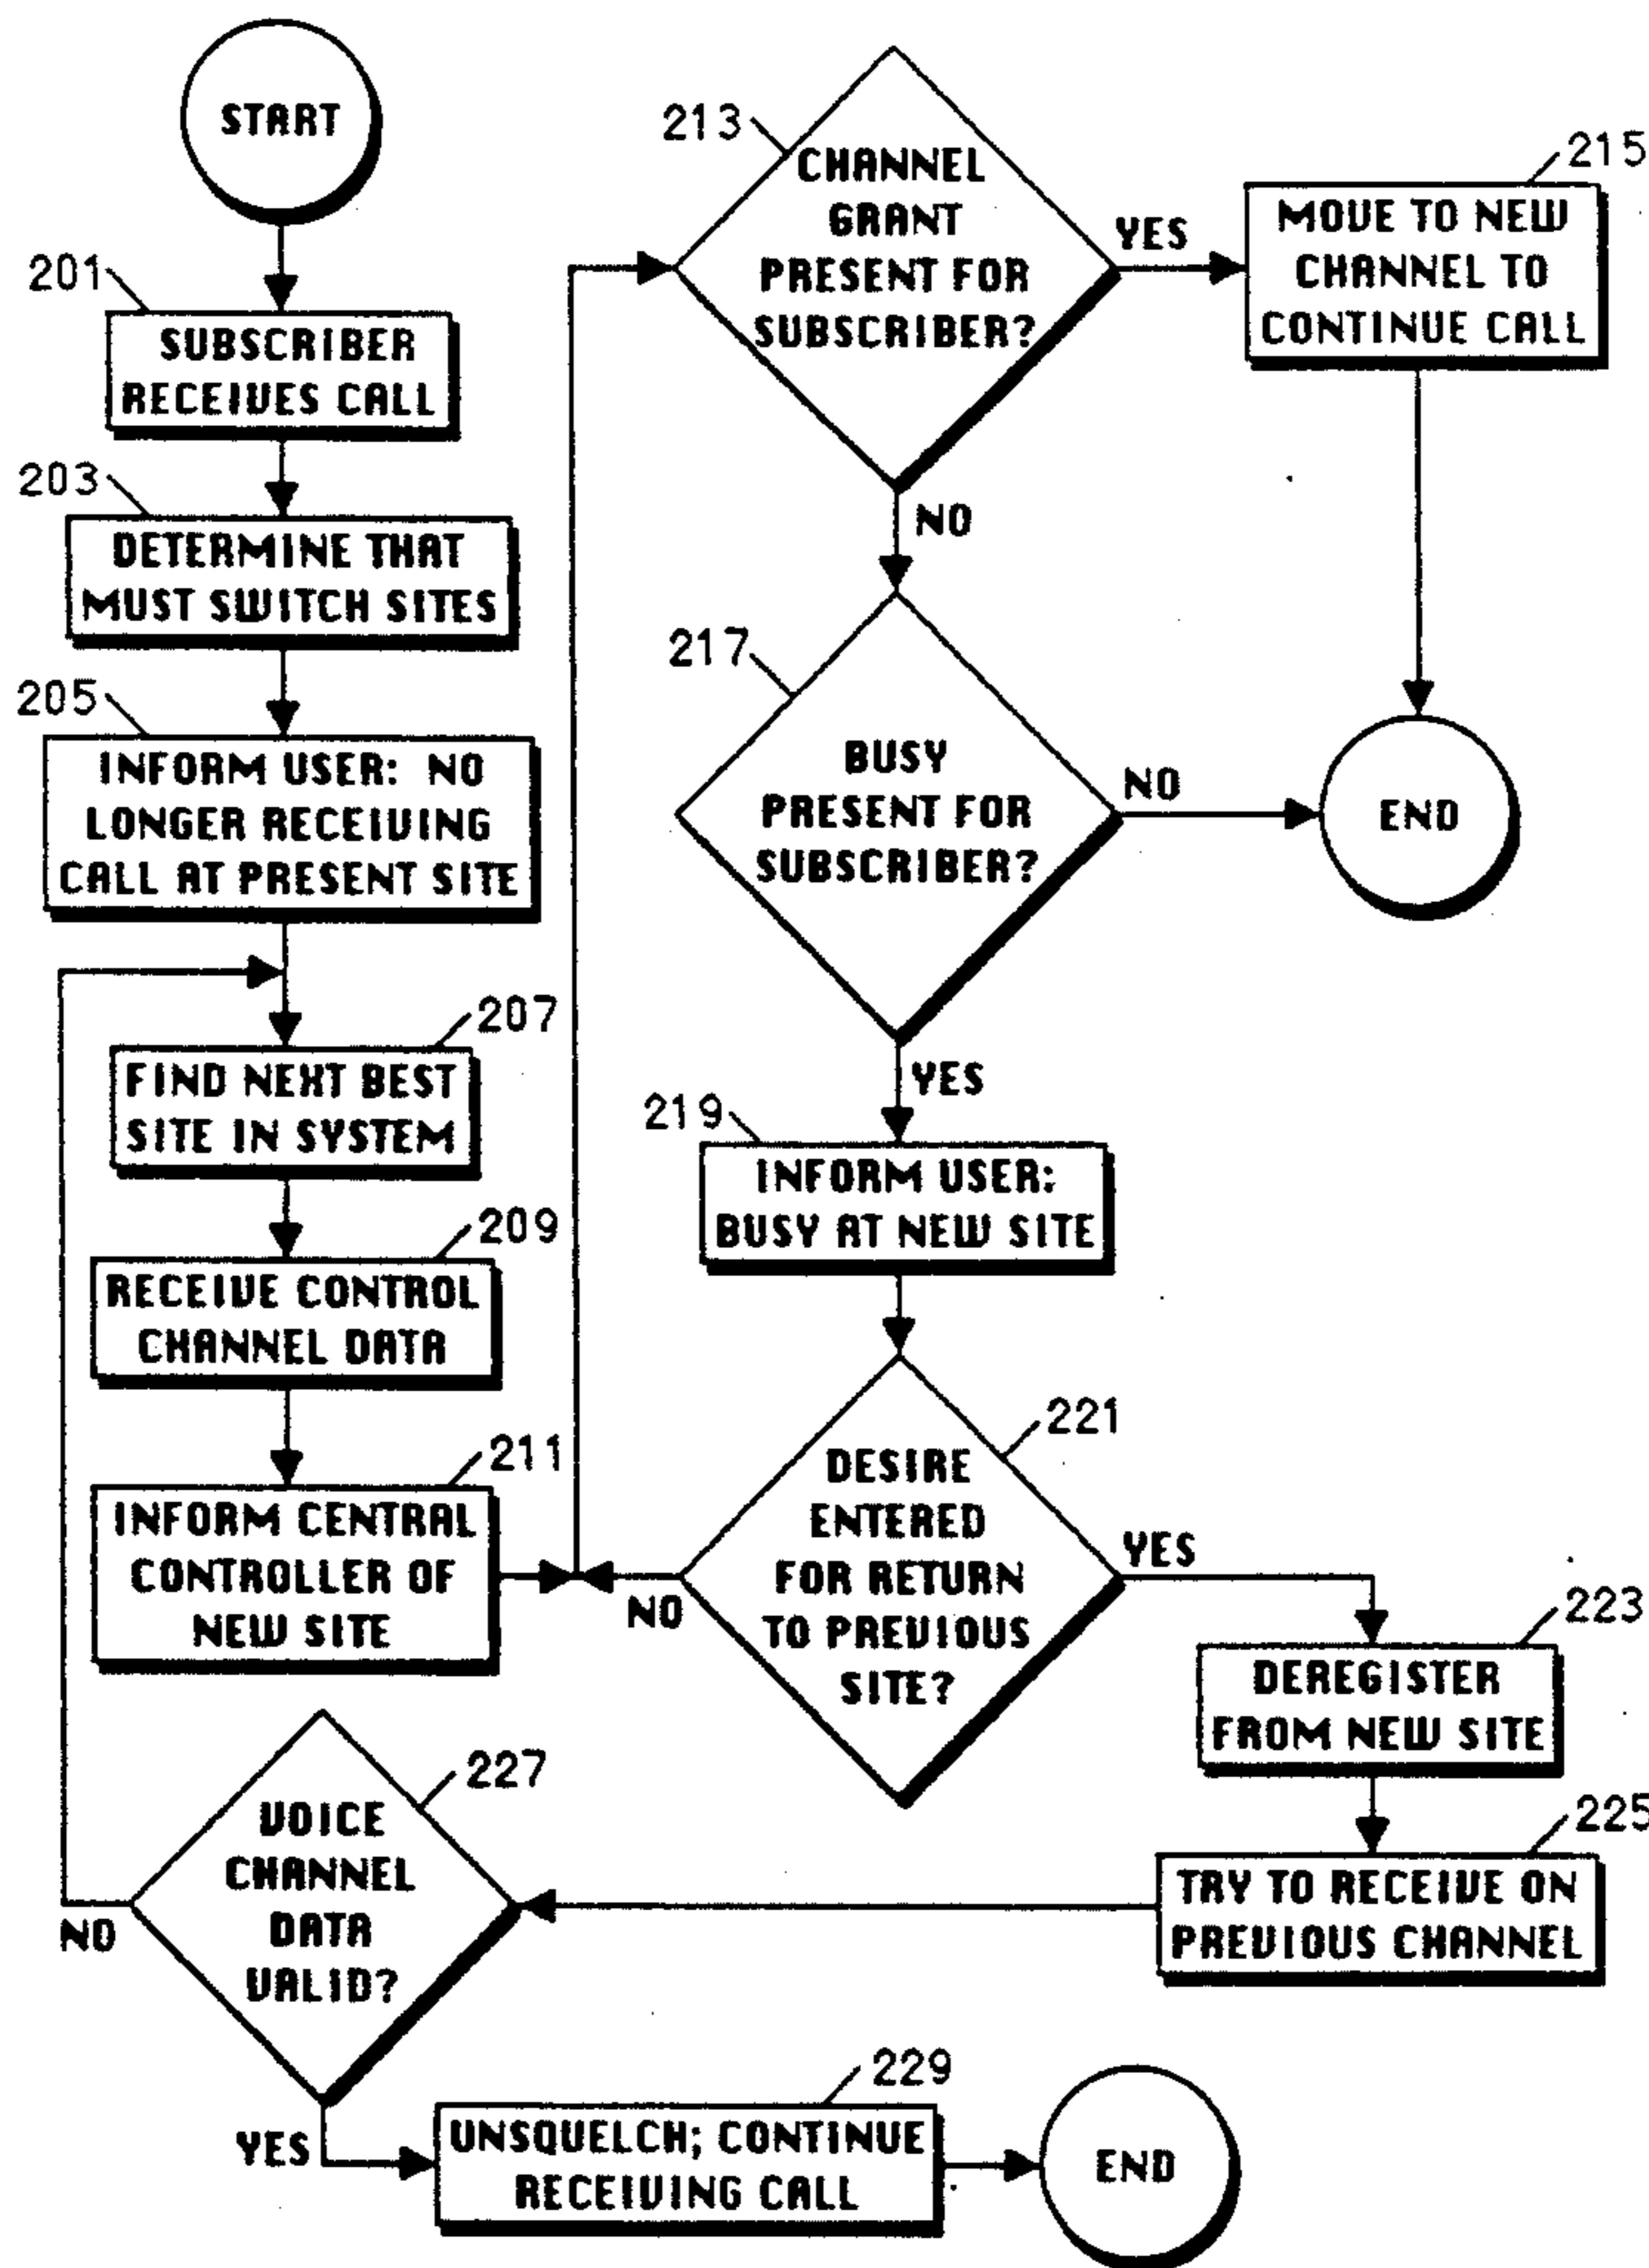 START
201
SUBSCRIBER
RECEIVES CALL
203
DETERMINE THAT
MUST SWITCH SITES
205
INFORM USER: NO
LONGER RECEIVING
CALL AT PRESENT SITE
207
FIND NEXT BEST
SITE IN SYSTEM
209
RECEIVE CONTROL
CHANNEL DATA
211
INFORM CENTRAL
CONTROLLER OF
NEW SITE
213
CHANNEL
GRANT
PRESENT FOR
SUBSCRIBER?
YES
NO
215
MOVE TO NEW
CHANNEL TO
CONTINUE CALL
217
BUSY
PRESENT FOR
SUBSCRIBER?
NO
YES
END
219
INFORM USER:
BUSY AT NEW SITE
221
DESIRE
ENTERED
FOR RETURN
TO PREVIOUS
SITE?
NO
YES
223
DEREGISTER
FROM NEW SITE
225
TRY TO RECEIVE ON
PREVIOUS CHANNEL
227
VOICE
CHANNEL
DATA
VALID?
NO
YES
229
UNSQUELCH; CONTINUE
RECEIVING CALL
END